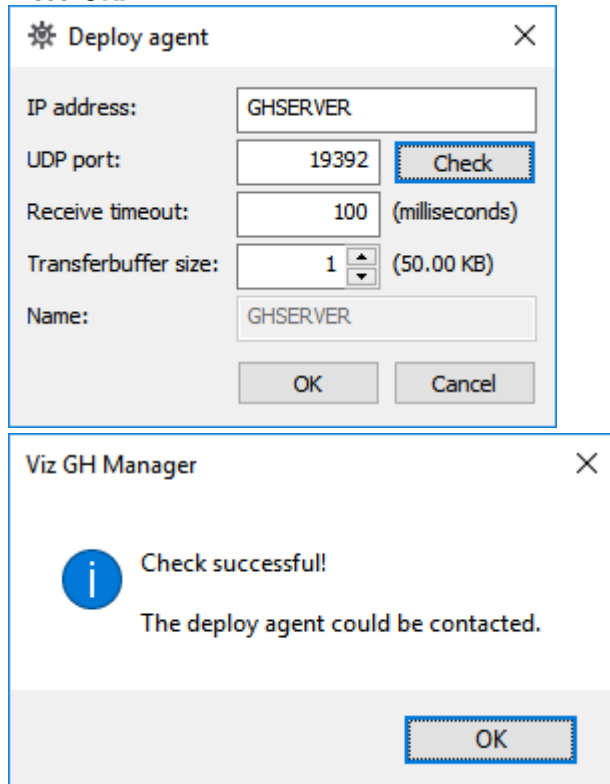 Deploy agent
IP address: GHSERVER
UDP port: 19392 Check
Receive timeout: 100 (milliseconds)
Transferbuffer size: 1 (50.00 KB)
Name: GHSERVER
OK Cancel
Viz GH Manager
Check successful!
The deploy agent could be contacted.
OK